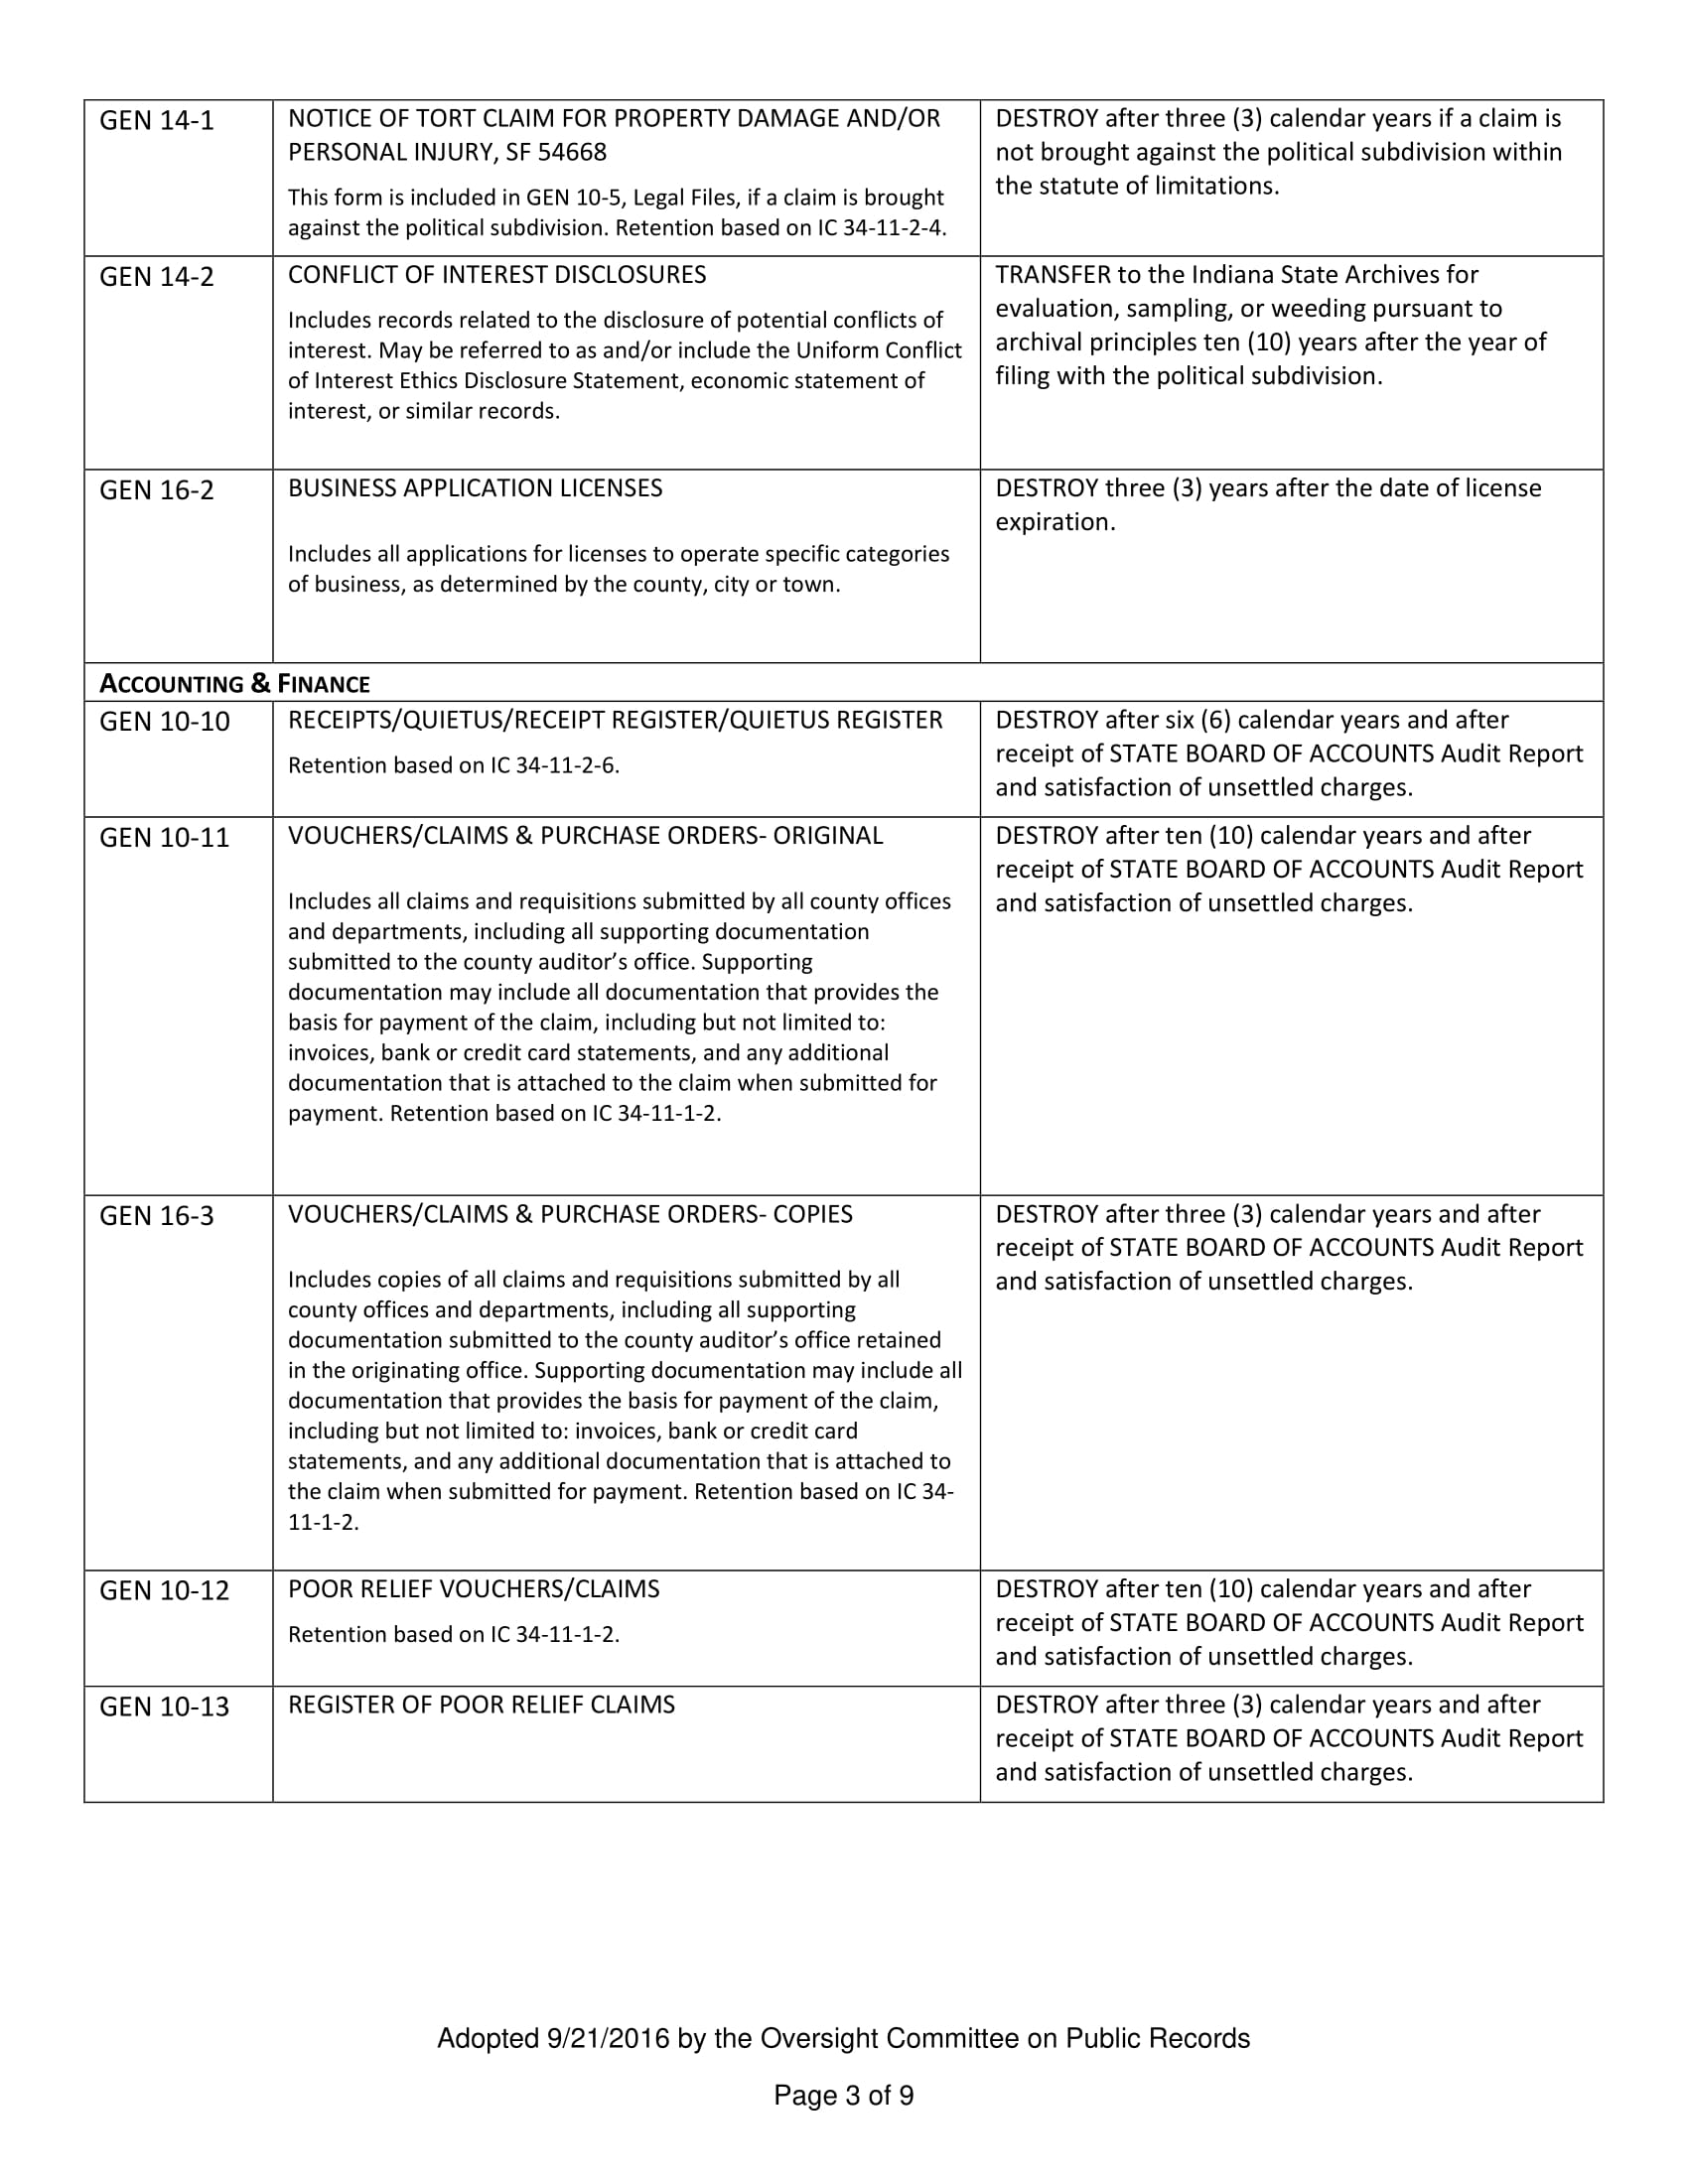 GEN 14-1
NOTICE OF TORT CLAIM FOR PROPERTY DAMAGE AND/OR
PERSONAL INJURY, SF 54668
This form is included in GEN 10-5, Legal Files, if a claim is brought
against the political subdivision. Retention based on IC 34-11-2-4.
DESTROY after three (3) calendar years if a claim is
not brought against the political subdivision within
the statute of limitations.
GEN 14-2
CONFLICT OF INTEREST DISCLOSURES
Includes records related to the disclosure of potential conflicts of
interest. May be referred to as and/or include the Uniform Conflict
of Interest Ethics Disclosure Statement, economic statement of
interest, or similar records.
TRANSFER to the Indiana State Archives for
evaluation, sampling, or weeding pursuant to
archival principles ten (10) years after the year of
filing with the political subdivision.
GEN 16-2
BUSINESS APPLICATION LICENSES
Includes all applications for licenses to operate specific categories
of business, as determined by the county, city or town.
DESTROY three (3) years after the date of license
expiration.
ACCOUNTING & FINANCE
GEN 10-10
RECEIPTS/QUIETUS/RECEIPT REGISTER/QUIETUS REGISTER
Retention based on IC 34-11-2-6.
DESTROY after six (6) calendar years and after
receipt of STATE BOARD OF ACCOUNTS Audit Report
and satisfaction of unsettled charges.
GEN 10-11
VOUCHERS/CLAIMS & PURCHASE ORDERS- ORIGINAL
Includes all claims and requisitions submitted by all county offices
and departments, including all supporting documentation
submitted to the county auditor’s office. Supporting
documentation may include all documentation that provides the
basis for payment of the claim, including but not limited to:
invoices, bank or credit card statements, and any additional
documentation that is attached to the claim when submitted for
payment. Retention based on IC 34-11-1-2.
DESTROY after ten (10) calendar years and after
receipt of STATE BOARD OF ACCOUNTS Audit Report
and satisfaction of unsettled charges.
GEN 16-3
VOUCHERS/CLAIMS & PURCHASE ORDERS- COPIES
Includes copies of all claims and requisitions submitted by all
county offices and departments, including all supporting
documentation submitted to the county auditor’s office retained
in the originating office. Supporting documentation may include all
documentation that provides the basis for payment of the claim,
including but not limited to: invoices, bank or credit card
statements, and any additional documentation that is attached to
the claim when submitted for payment. Retention based on IC 34-
11-1-2.
DESTROY after three (3) calendar years and after
receipt of STATE BOARD OF ACCOUNTS Audit Report
and satisfaction of unsettled charges.
GEN 10-12
POOR RELIEF VOUCHERS/CLAIMS
Retention based on IC 34-11-1-2.
DESTROY after ten (10) calendar years and after
receipt of STATE BOARD OF ACCOUNTS Audit Report
and satisfaction of unsettled charges.
GEN 10-13
REGISTER OF POOR RELIEF CLAIMS
DESTROY after three (3) calendar years and after
receipt of STATE BOARD OF ACCOUNTS Audit Report
and satisfaction of unsettled charges.
Adopted 9/21/2016 by the Oversight Committee on Public Records
Page 3 of 9